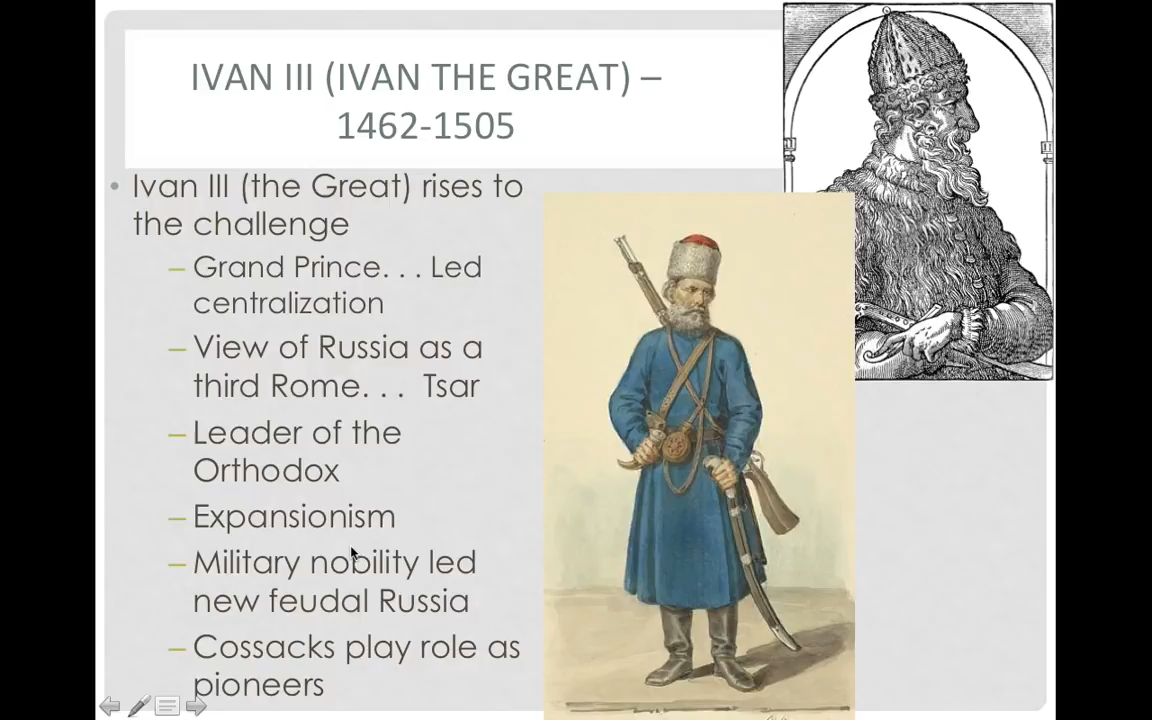 IVAN III (IVAN THE GREAT) –
1462-1505
• Ivan III (the Great) rises to
the challenge
– Grand Prince. . . Led
centralization
– View of Russia as a
third Rome. . .  Tsar
– Leader of the
Orthodox
– Expansionism
– Military nobility led
new feudal Russia
– Cossacks play role as
pioneers